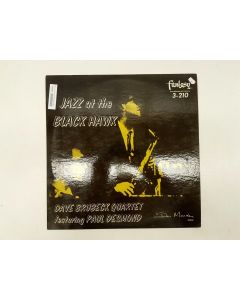 fantasy
3-210
JAZZ at the
BLACK HAWK
DAVE BRUBECK QUARTET
featuring PAUL DESMOND